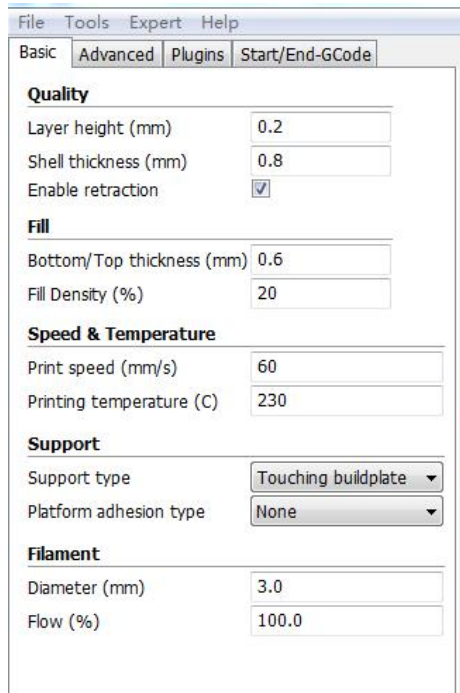 File Tools Expert Help
Basic Advanced Plugins Start/End-GCode
Quality
Layer height (mm) 0.2
Shell thickness (mm) 0.8
Enable retraction
Fill
Bottom/Top thickness (mm) 0.6
Fill Density (%) 20
Speed & Temperature
Print speed (mm/s) 60
Printing temperature (C) 230
Support
Support type Touching buildplate
Platform adhesion type None
Filament
Diameter (mm) 3.0
Flow (%) 100.0